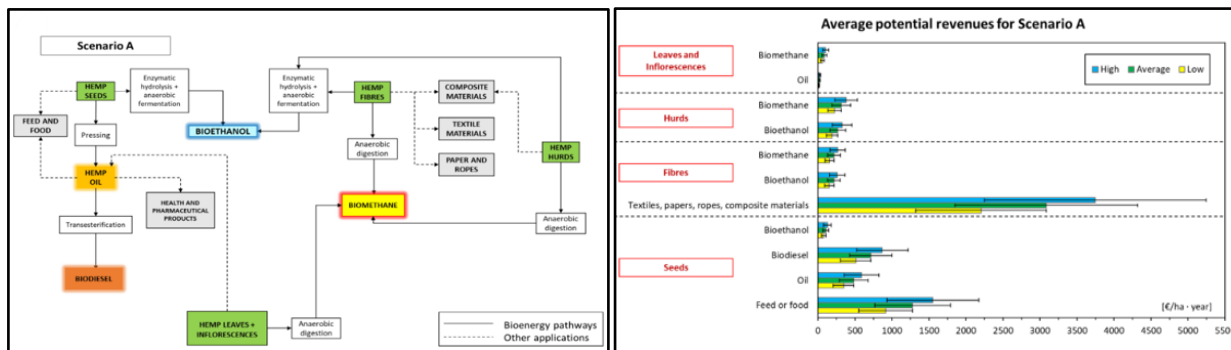 Scenario A
HEMP
SEEDS
Enzymatic
hydrolysis +
anaerobic
fermentation
Enzymatic
hydrolysis +
anaerobic
fermentation
HEMP
FIBRES
COMPOSITE
MATERIALS
FEED AND
FOOD
BIOETHANOL
TEXTILE
MATERIALS
Pressing
Anaerobic
digestion
HEMP
HURDS
PAPER AND
ROPES
HEMP
OIL
HEALTH AND
PHARMACEUTICAL
PRODUCTS
BIOMETHANE
Transesterification
Anaerobic
digestion
BIODIESEL
HEMP LEAVES +
INFLORESCENCES
Anaerobic
digestion
Bioenergy pathways
Other applications
Average potential revenues for Scenario A
Leaves and
Inflorescences
Biomethane
Oil
High Average Low
Hurds
Biomethane
Bioethanol
Fibres
Biomethane
Bioethanol
Textiles, papers, ropes, composite materials
Seeds
Bioethanol
Biodiesel
Oil
Feed or food
[€/ha · year]
0 500 1000 1500 2000 2500 3000 3500 4000 4500 5000 550